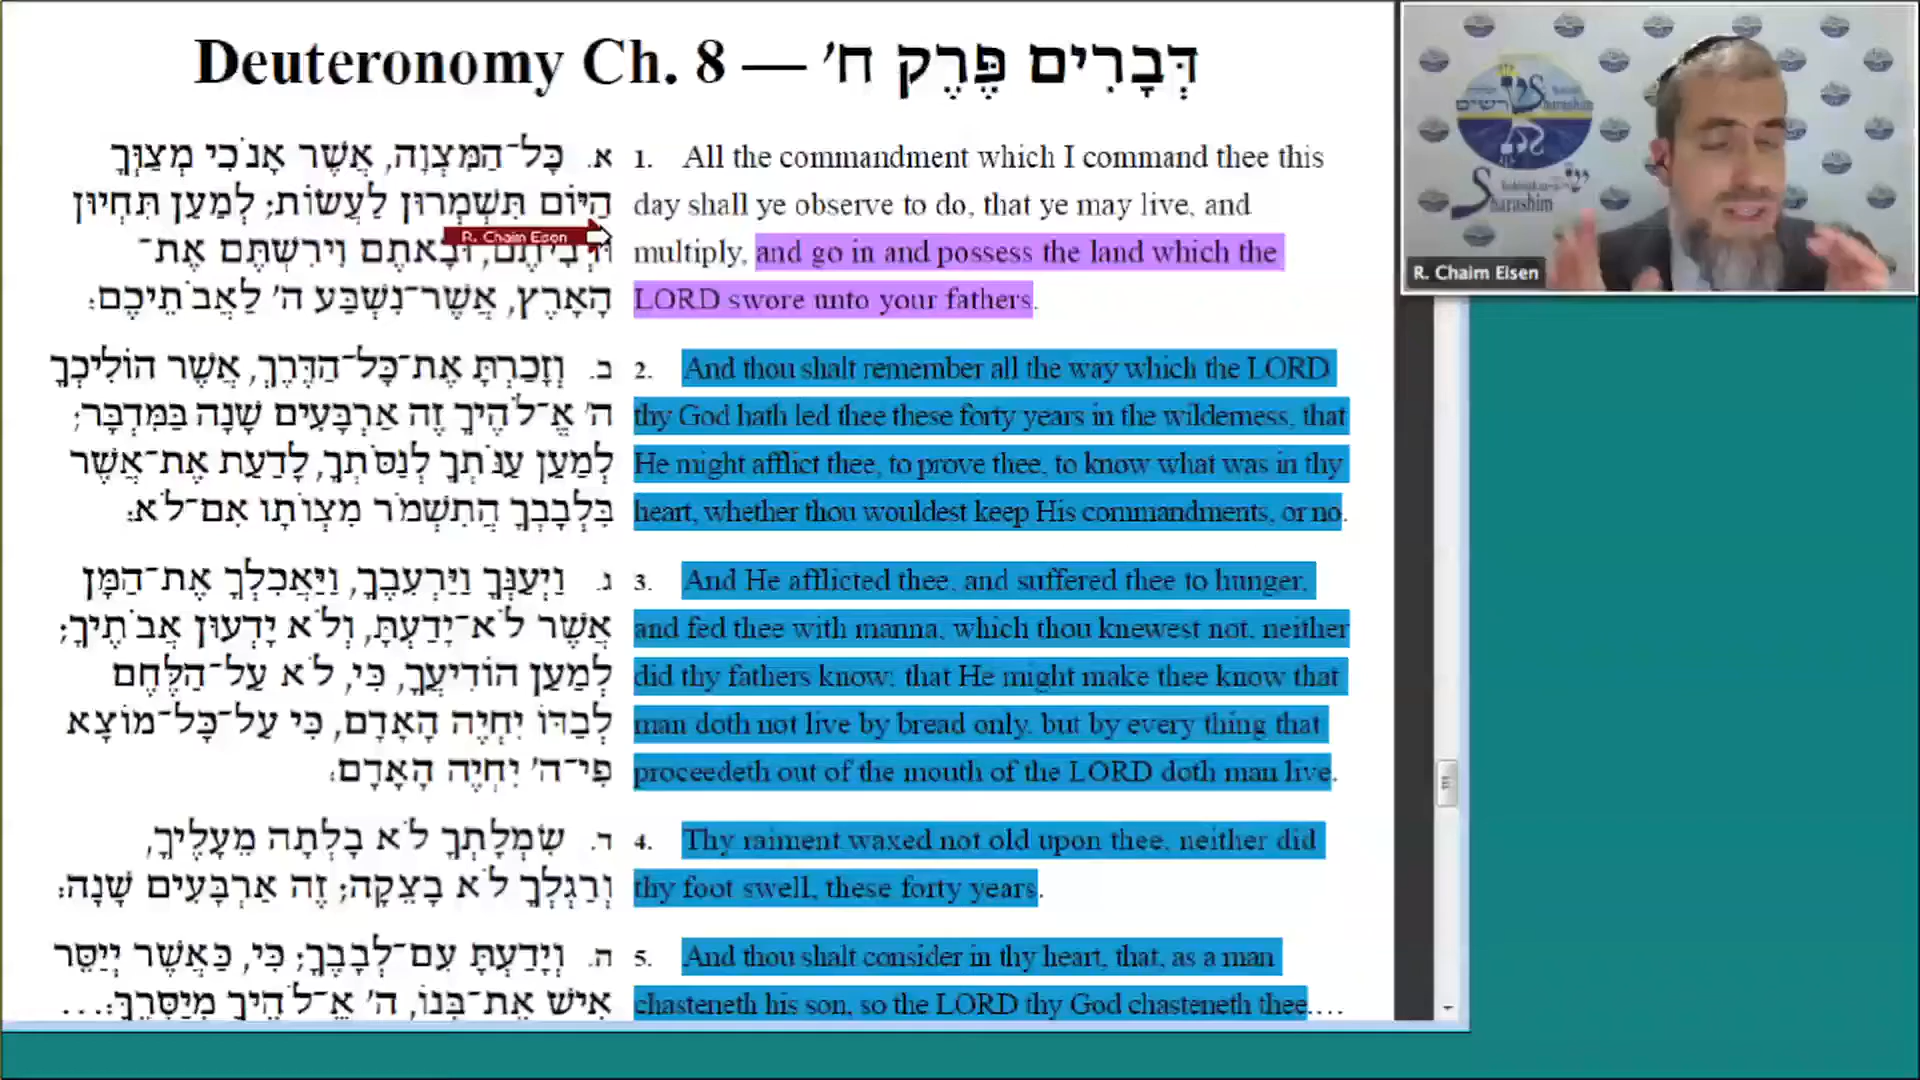 Deuteronomy Ch. 8 — דְּבָרִים פֶּרֶק ח׳
א. כָּל־הַמִּצְוָה, אֲשֶׁר אָנֹכִי מְצַוְּךָ
הַיּוֹם תִּשְׁמְרוּן לַעֲשׂוֹת; לְמַעַן תִּחְיוּן
וּרְבִיתֶם, וּבָאתֶם וִירִשְׁתֶּם אֶת־
הָאָרֶץ, אֲשֶׁר־נִשְׁבַּע ה׳ לַאֲבֹתֵיכֶם:
1. All the commandment which I command thee this
day shall ye observe to do, that ye may live, and
multiply, and go in and possess the land which the
LORD swore unto your fathers.
ב. וְזָכַרְתָּ אֶת־כָּל־הַדֶּרֶךְ, אֲשֶׁר הוֹלִיכְךָ
ה׳ אֱ־לֹהֶיךָ זֶה אַרְבָּעִים שָׁנָה בַּמִּדְבָּר;
לְמַעַן עַנֹּתְךָ לְנַסֹּתְךָ, לָדַעַת אֶת־אֲשֶׁר
בִּלְבָבְךָ הֲתִשְׁמֹר מִצְוֹתָו אִם־לֹא:
2. And thou shalt remember all the way which the LORD
thy God hath led thee these forty years in the wilderness, that
He might afflict thee, to prove thee, to know what was in thy
heart, whether thou wouldest keep His commandments, or no.
ג. וַיְעַנְּךָ וַיַּרְעִבֶךָ, וַיַּאֲכִלְךָ אֶת־הַמָּן
אֲשֶׁר לֹא־יָדַעְתָּ, וְלֹא יָדְעוּן אֲבֹתֶיךָ;
לְמַעַן הוֹדִיעֲךָ, כִּי, לֹא עַל־הַלֶּחֶם
לְבַדּוֹ יִחְיֶה הָאָדָם, כִּי עַל־כָּל־מוֹצָא
פִי־ה׳ יִחְיֶה הָאָדָם:
3. And He afflicted thee, and suffered thee to hunger,
and fed thee with manna, which thou knewest not, neither
did thy fathers know; that He might make thee know that
man doth not live by bread only, but by every thing that
proceedeth out of the mouth of the LORD doth man live.
ד. שִׂמְלָתְךָ לֹא בָלְתָה מֵעָלֶיךָ,
וְרַגְלְךָ לֹא בָצֵקָה; זֶה אַרְבָּעִים שָׁנָה:
4. Thy raiment waxed not old upon thee, neither did
thy foot swell, these forty years.
ה. וְיָדַעְתָּ עִם־לְבָבֶךָ; כִּי, כַּאֲשֶׁר יְיַסֵּר
אִישׁ אֶת־בְּנוֹ, ה׳ אֱ־לֹהֶיךָ מְיַסְּרֶךָּ:...
5. And thou shalt consider in thy heart, that, as a man
chasteneth his son, so the LORD thy God chasteneth thee....
R. Chaim Eisen
שרשים
Sharashim
Sharashim
R. Chaim Eisen